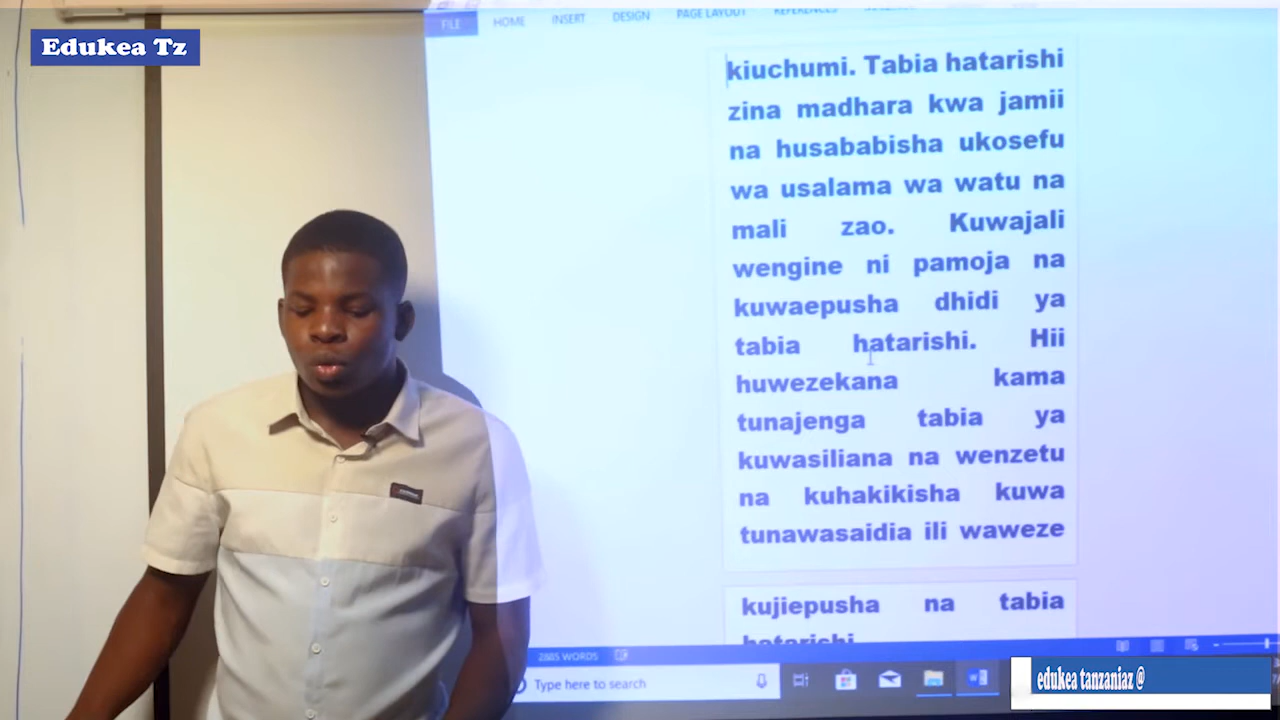 Edukea Tz
FILE HOME INSERT DESIGN PAGE LAYOUT REFERENCES
kiuchumi. Tabia hatarishi
zina madhara kwa jamii
na husababisha ukosefu
wa usalama wa watu na
mali zao. Kuwajali
wengine ni pamoja na
kuwaepusha dhidi ya
tabia hatarishi. Hii
huwezekana kama
tunajenga tabia ya
kuwasiliana na wenzetu
na kuhakikisha kuwa
tunawasaidia ili waweze
kujiepusha na tabia
hatarishi
2885 WORDS
Type here to search
edukea tanzaniaz @